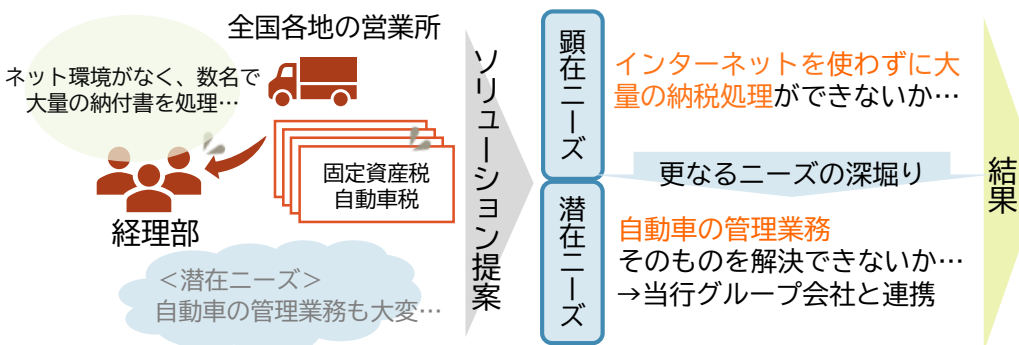 全国各地の営業所
ネット環境がなく、数名で
大量の納付書を処理…
固定資産税
自動車税
経理部
＜潜在ニーズ＞
自動車の管理業務も大変…
ソリューション提案
顕在ニーズ
インターネットを使わずに大
量の納税処理ができないか…
更なるニーズの深堀り
潜在ニーズ
自動車の管理業務
そのものを解決できないか…
→当行グループ会社と連携
結果